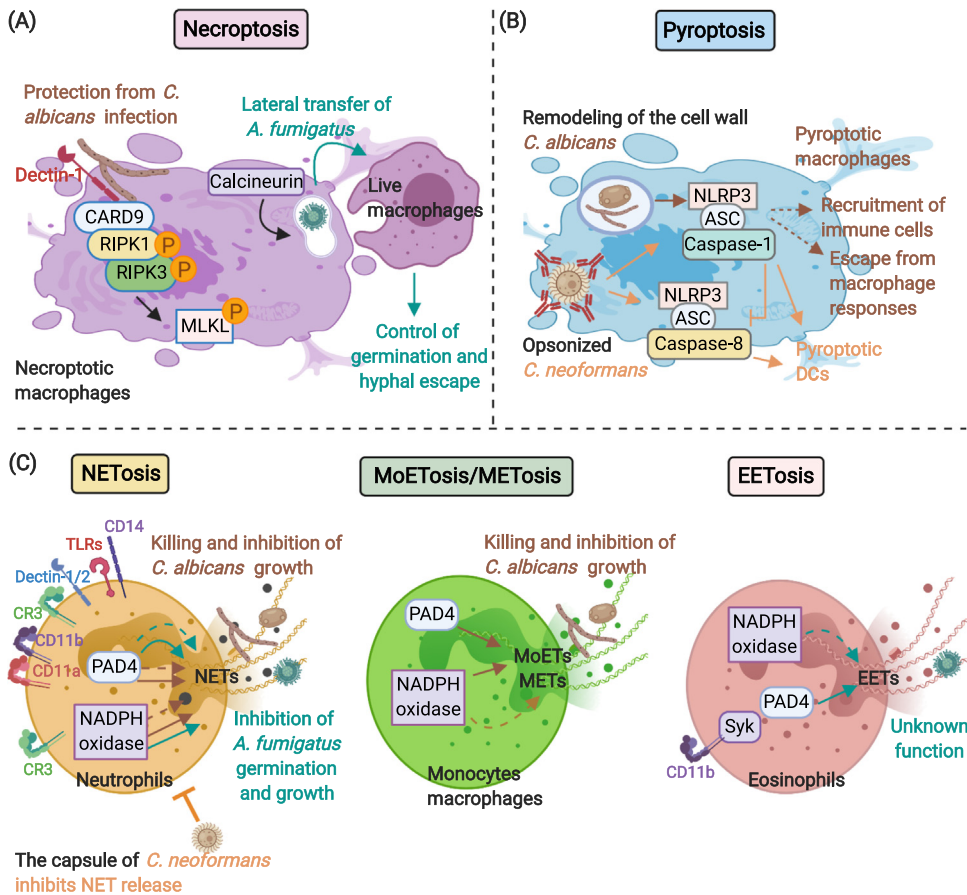 (A)
Necroptosis
Protection from C.
albicans infection
Lateral transfer of
A. fumigatus
Dectin-1
Calcineurin
Live
macrophages
CARD9
RIPK1
P
RIPK3
P
P
MLKL
Control of
germination and
hyphal escape
Necroptotic
macrophages
(B)
Pyroptosis
Remodeling of the cell wall
C. albicans
Pyroptotic
macrophages
NLRP3
ASC
Caspase-1
Recruitment of
immune cells
Escape from
macrophage
responses
NLRP3
ASC
Caspase-8
Opsonized
C. neoformans
Pyroptotic
DCs
(C)
NETosis
CD14
TLRs
Dectin-1/2
CR3
CD11b
CD11a
CR3
Killing and inhibition of
C. albicans growth
PAD4
NETs
NADPH
oxidase
Neutrophils
Inhibition of
A. fumigatus
germination
and growth
The capsule of C. neoformans
inhibits NET release
MoETosis/METosis
Killing and inhibition of
C. albicans growth
PAD4
MoETs
METs
NADPH
oxidase
Monocytes
macrophages
EETosis
NADPH
oxidase
EETs
PAD4
Syk
CD11b
Eosinophils
Unknown
function